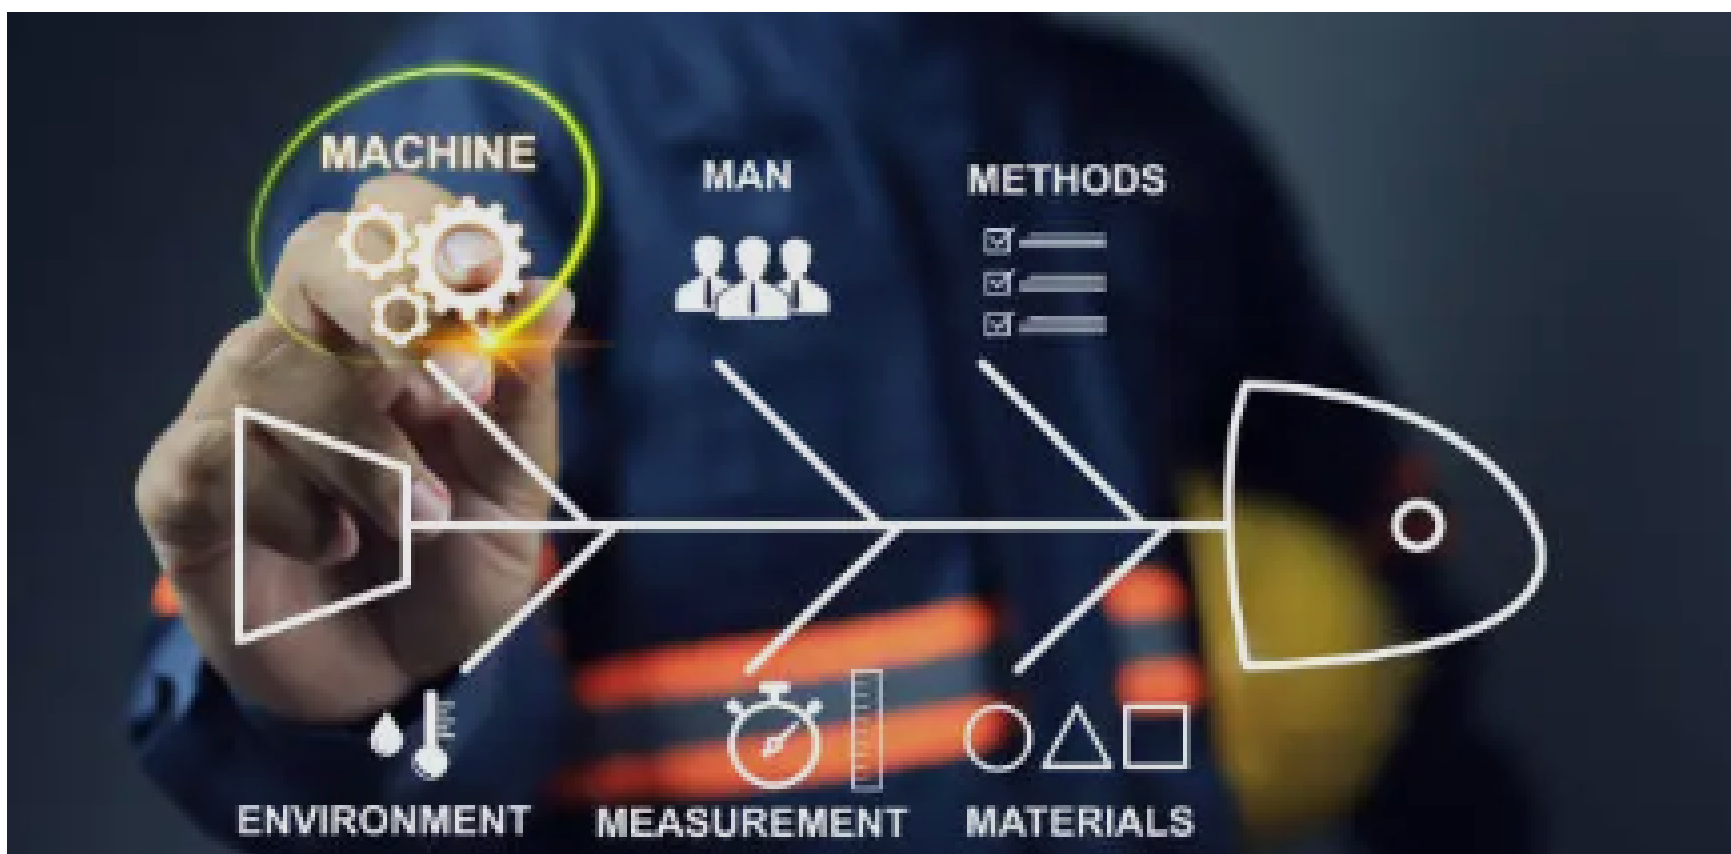 MACHINE
MAN
METHODS
ENVIRONMENT
MEASUREMENT
MATERIALS